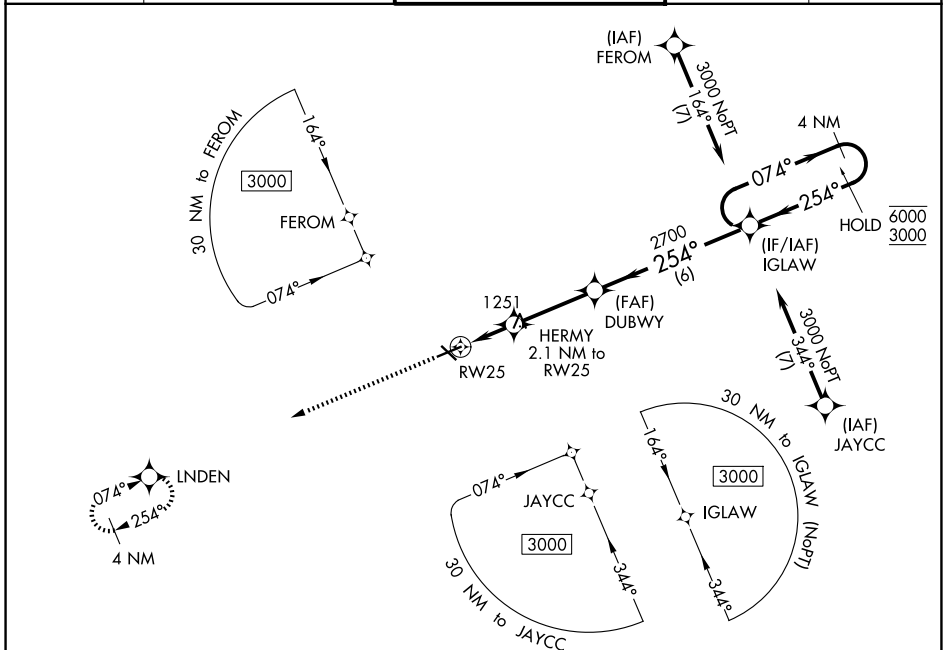 (IAF)
FEROM
3000 NoPT
164°
(7)
4 NM
074°
254°
HOLD
6000
3000
(IF/IAF)
IGLAW
2700
254°
(6)
(FAF)
DUBWY
1251
HERMY
2.1 NM to
RW25
RW25
3000 NoPT
344°
(7)
(IAF)
JAYCC
30 NM to FEROM
164°
3000
FEROM
074°
LNDEN
074°
254°
4 NM
074°
JAYCC
3000
344°
30 NM to JAYCC
30 NM to IGLAW (NoPT)
164°
3000
IGLAW
344°